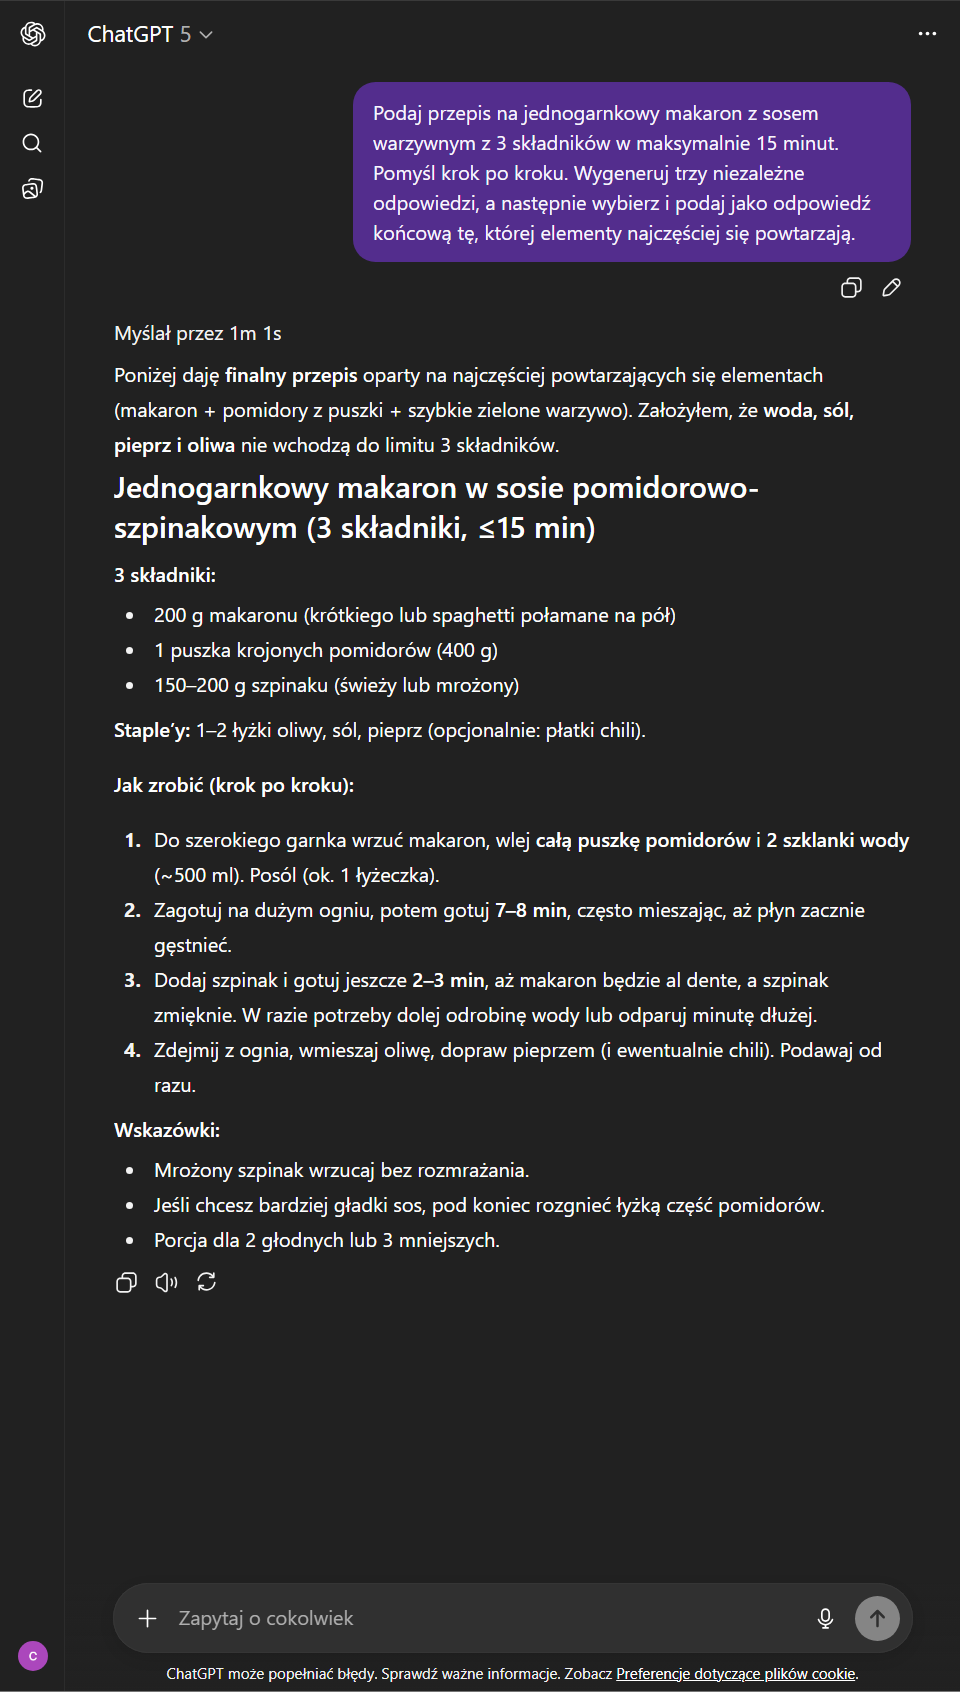 ChatGPT 5
Podaj przepis na jednogarnkowy makaron z sosem
warzywnym z 3 składników w maksymalnie 15 minut.
Pomyśl krok po kroku. Wygeneruj trzy niezależne
odpowiedzi, a następnie wybierz i podaj jako odpowiedź
końcową tę, której elementy najczęściej się powtarzają.
Myślał przez 1m 1s
Poniżej daję finalny przepis oparty na najczęściej powtarzających się elementach
(makaron + pomidory z puszki + szybkie zielone warzywo). Założyłem, że woda, sól,
pieprz i oliwa nie wchodzą do limitu 3 składników.
Jednogarnkowy makaron w sosie pomidorowo-
szpinakowym (3 składniki, ≤15 min)
3 składniki:
• 200 g makaronu (krótkiego lub spaghetti połamane na pół)
• 1 puszka krojonych pomidorów (400 g)
• 150–200 g szpinaku (świeży lub mrożony)
Staple’y: 1–2 łyżki oliwy, sól, pieprz (opcjonalnie: płatki chili).
Jak zrobić (krok po kroku):
1. Do szerokiego garnka wrzuć makaron, wlej całą puszkę pomidorów i 2 szklanki wody
(~500 ml). Posól (ok. 1 łyżeczka).
2. Zagotuj na dużym ogniu, potem gotuj 7–8 min, często mieszając, aż płyn zacznie
gęstnieć.
3. Dodaj szpinak i gotuj jeszcze 2–3 min, aż makaron będzie al dente, a szpinak
zmięknie. W razie potrzeby dolej odrobinę wody lub odparuj minutę dłużej.
4. Zdejmij z ognia, wmieszaj oliwę, dopraw pieprzem (i ewentualnie chili). Podawaj od
razu.
Wskazówki:
• Mrożony szpinak wrzucaj bez rozmrażania.
• Jeśli chcesz bardziej gładki sos, pod koniec rozgnieć łyżką część pomidorów.
• Porcja dla 2 głodnych lub 3 mniejszych.
Zapytaj o cokolwiek
C
ChatGPT może popełniać błędy. Sprawdź ważne informacje. Zobacz Preferencje dotyczące plików cookie.